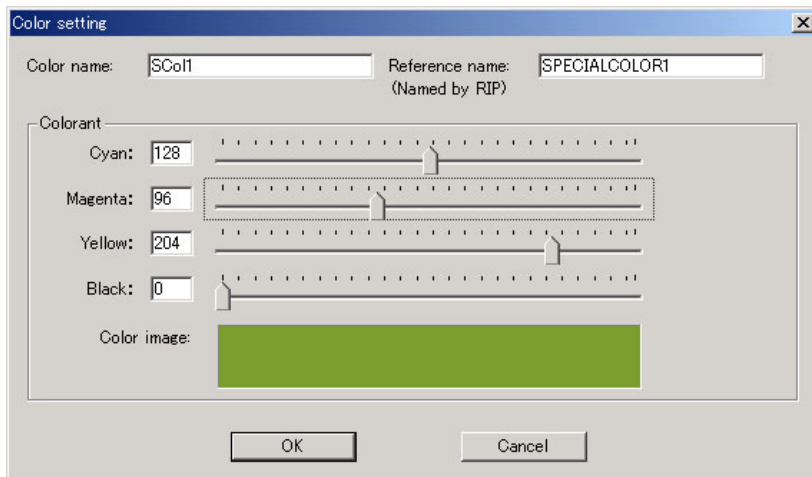 Color setting
Color name: SCol1 Reference name: SPECIALCOLOR1
(Named by RIP)
Colorant
Cyan: 128
Magenta: 96
Yellow: 204
Black: 0
Color image:
OK Cancel